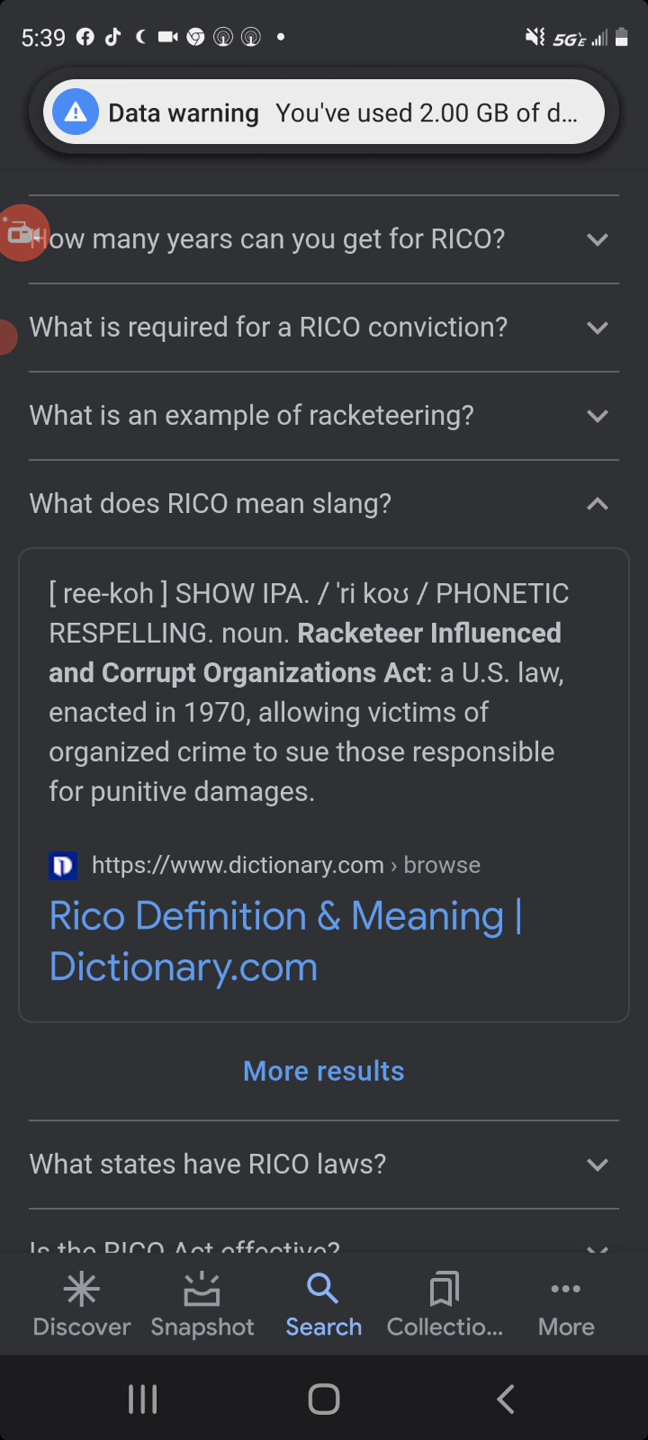 5:39
5GE
Data warning You've used 2.00 GB of d...
How many years can you get for RICO?
What is required for a RICO conviction?
What is an example of racketeering?
What does RICO mean slang?
[ ree-koh ] SHOW IPA. / ˈri koʊ / PHONETIC
RESPELLING. noun. Racketeer Influenced
and Corrupt Organizations Act: a U.S. law,
enacted in 1970, allowing victims of
organized crime to sue those responsible
for punitive damages.
https://www.dictionary.com › browse
Rico Definition & Meaning |
Dictionary.com
More results
What states have RICO laws?
Is the RICO Act effective?
Discover Snapshot Search Collectio... More